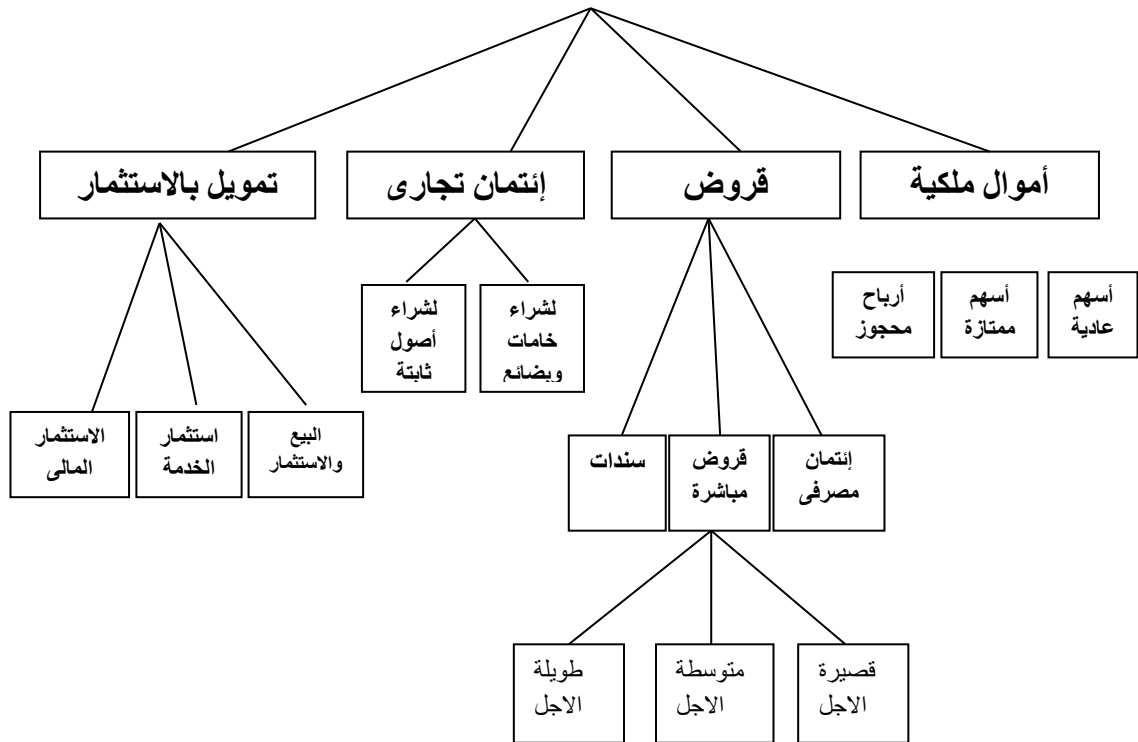 أموال ملكية
قروض
إئتمان تجارى
تمويل بالاستثمار
أسهم
عادية
أسهم
ممتازة
أرباح
محجوز
لشراء
خامات
وبضائع
لشراء
أصول
ثابتة
البيع
والاستثمار
استثمار
الخدمة
الاستثمار
المالى
إئتمان
مصرفى
قروض
مباشرة
سندات
قصيرة
الاجل
متوسطة
الاجل
طويلة
الاجل